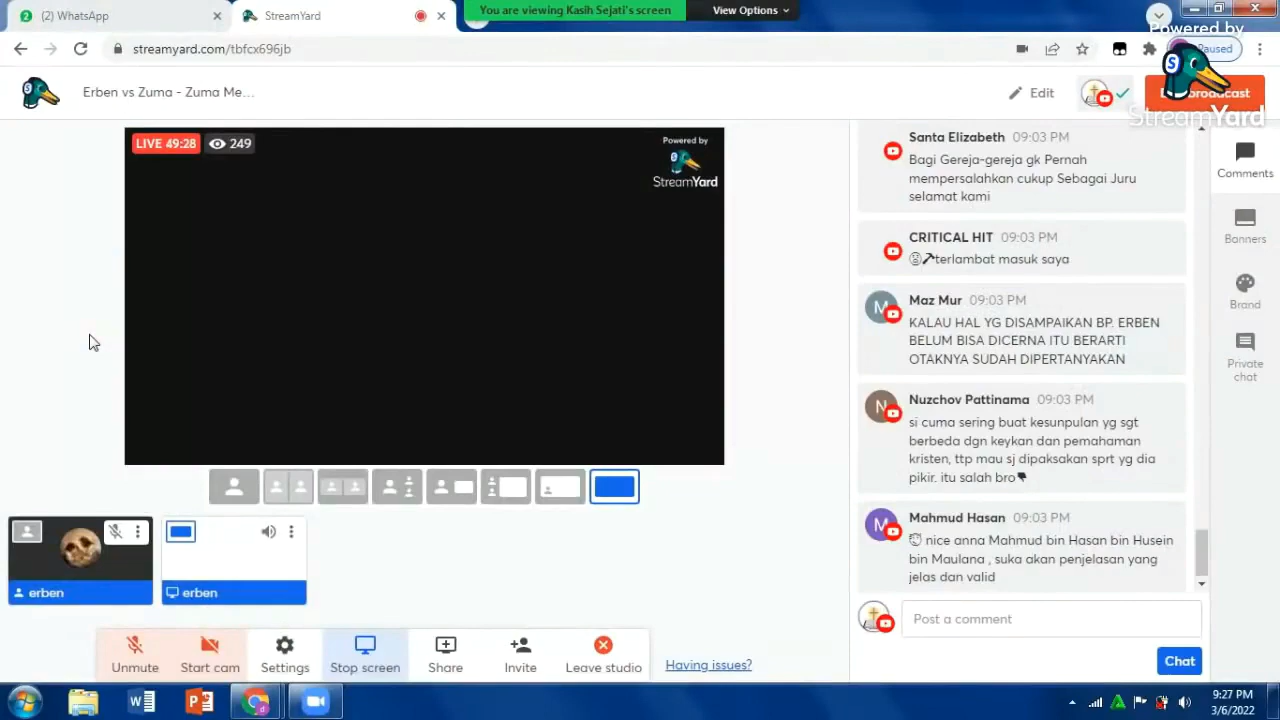 (2) WhatsApp
StreamYard
You are viewing Kasih Sejati's screen
View Options
streamyard.com/tbfcx696jb
Paused
Powered by
StreamYard
Erben vs Zuma - Zuma Me...
Edit
LIVE 49:28
249
Powered by
StreamYard
Santa Elizabeth 09:03 PM
Bagi Gereja-gereja gk Pernah
mempersalahkan cukup Sebagai Juru
selamat kami
CRITICAL HIT 09:03 PM
terlambat masuk saya
M
Maz Mur 09:03 PM
KALAU HAL YG DISAMPAIKAN BP. ERBEN
BELUM BISA DICERNA ITU BERARTI
OTAKNYA SUDAH DIPERTANYAKAN
N
Nuzchov Pattinama 09:03 PM
si cuma sering buat kesunpulan yg sgt
berbeda dgn keykan dan pemahaman
kristen, ttp mau sj dipaksakan sprt yg dia
pikir. itu salah bro
M
Mahmud Hasan 09:03 PM
nice anna Mahmud bin Hasan bin Husein
bin Maulana , suka akan penjelasan yang
jelas dan valid
Post a comment
Chat
Comments
Banners
Brand
Private
chat
erben
erben
Unmute
Start cam
Settings
Stop screen
Share
Invite
Leave studio
Having issues?
9:27 PM
3/6/2022